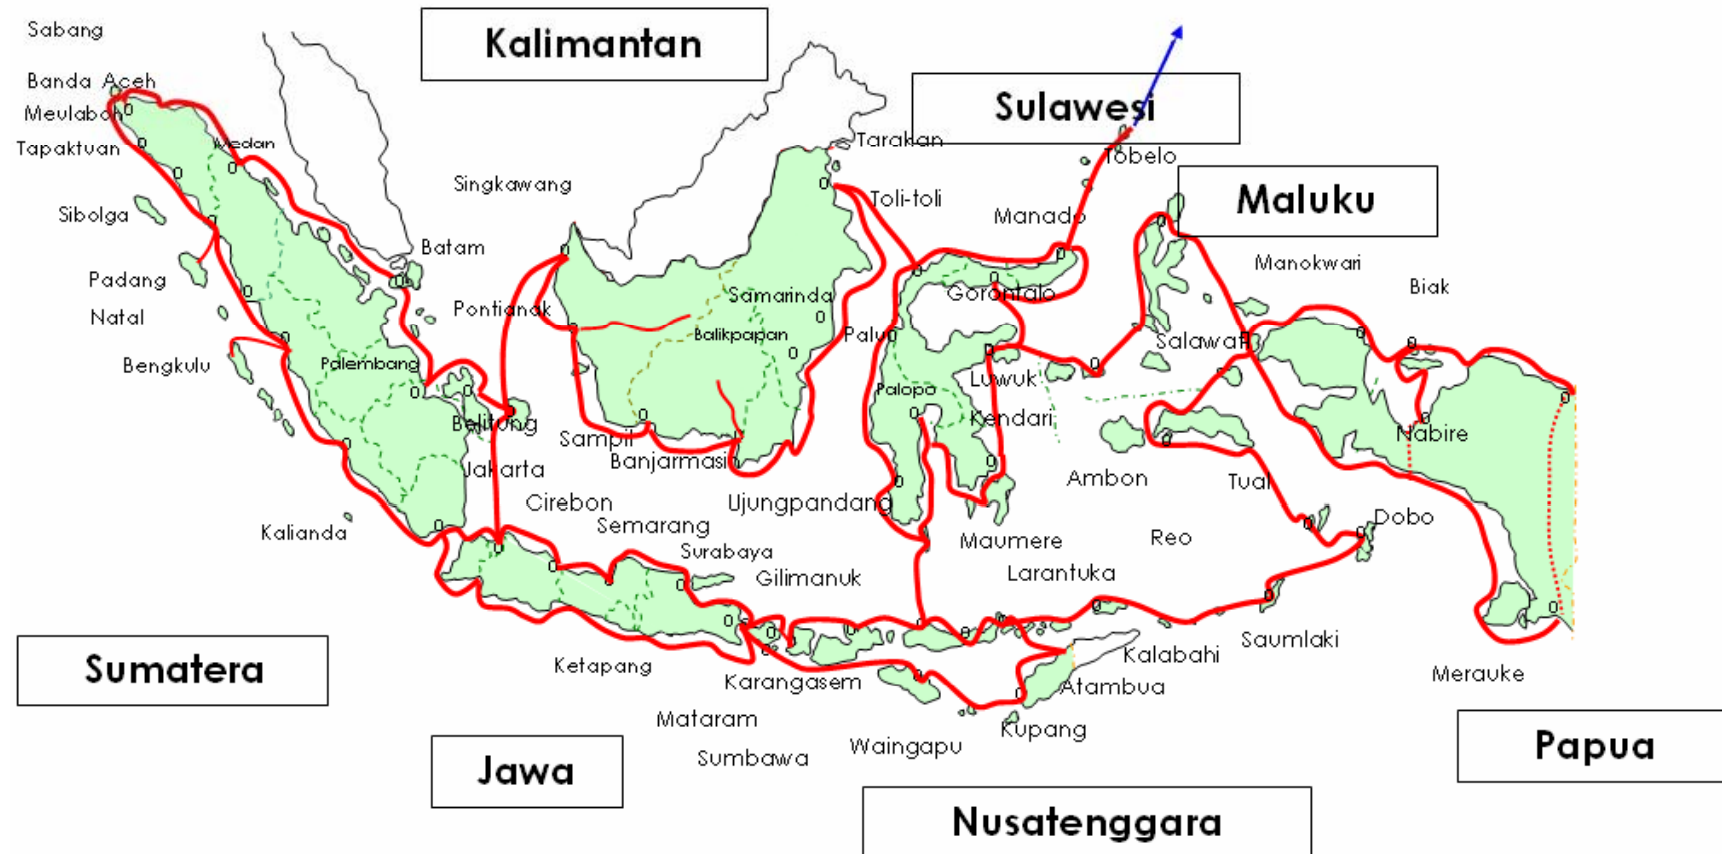 Sabang
Kalimantan
Banda Aceh
Sulawesi
Meulaboh
Tapaktuan
Medan
Tarakan
Tobelo
Singkawang
Toli-toli
Maluku
Sibolga
Manado
Batam
Manokwari
Padang
Biak
Natal
Pontianak
Samarinda
Gorontalo
Bengkulu
Palembang
Balikpapan
Palu
Salawati
Palopo
Luwuk
Belitung
Sampit
Kendari
Nabire
Jakarta
Banjarmasin
Ambon
Tual
Cirebon
Ujungpandang
Kalianda
Semarang
Dobo
Surabaya
Maumere
Reo
Gilimanuk
Larantuka
Sumatera
Ketapang
Karangasem
Kalabahi
Saumlaki
Atambua
Merauke
Mataram
Kupang
Sumbawa
Waingapu
Jawa
Papua
Nusatenggara